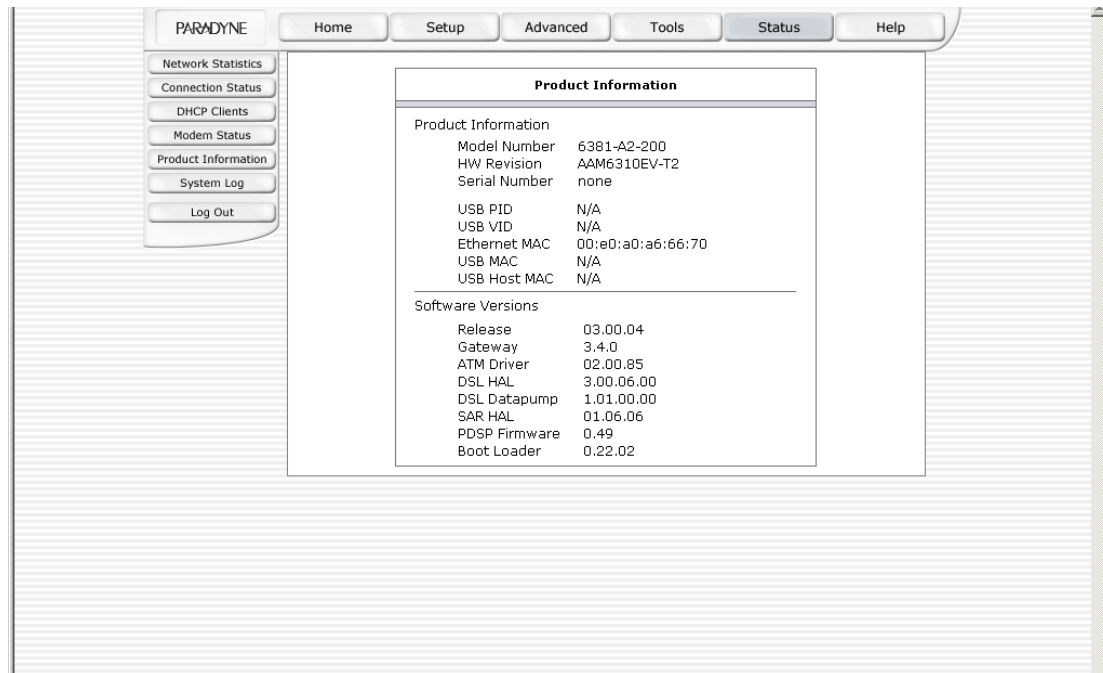 PARADYNE Home Setup Advanced Tools Status Help
Network Statistics
Connection Status
DHCP Clients
Modem Status
Product Information
System Log
Log Out
Product Information
Product Information
Model Number 6381-A2-200
HW Revision AAM6310EV-T2
Serial Number none
USB PID N/A
USB VID N/A
Ethernet MAC 00:e0:a0:a6:66:70
USB MAC N/A
USB Host MAC N/A
Software Versions
Release 03.00.04
Gateway 3.4.0
ATM Driver 02.00.85
DSL HAL 3.00.06.00
DSL Datapump 1.01.00.00
SAR HAL 01.06.06
PDSP Firmware 0.49
Boot Loader 0.22.02